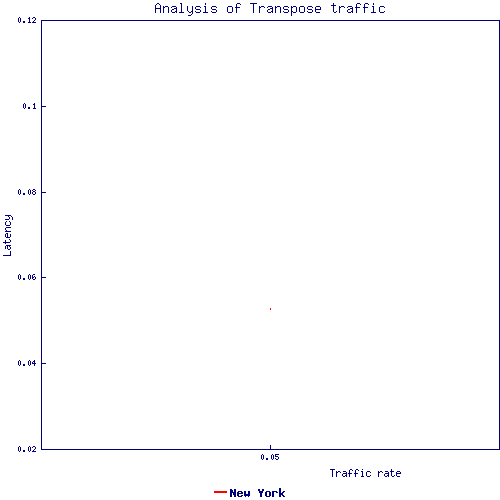 Analysis of Transpose traffic
0.12
0.1
0.08
0.06
0.04
0.02
Latency
0.05
Traffic rate
New York